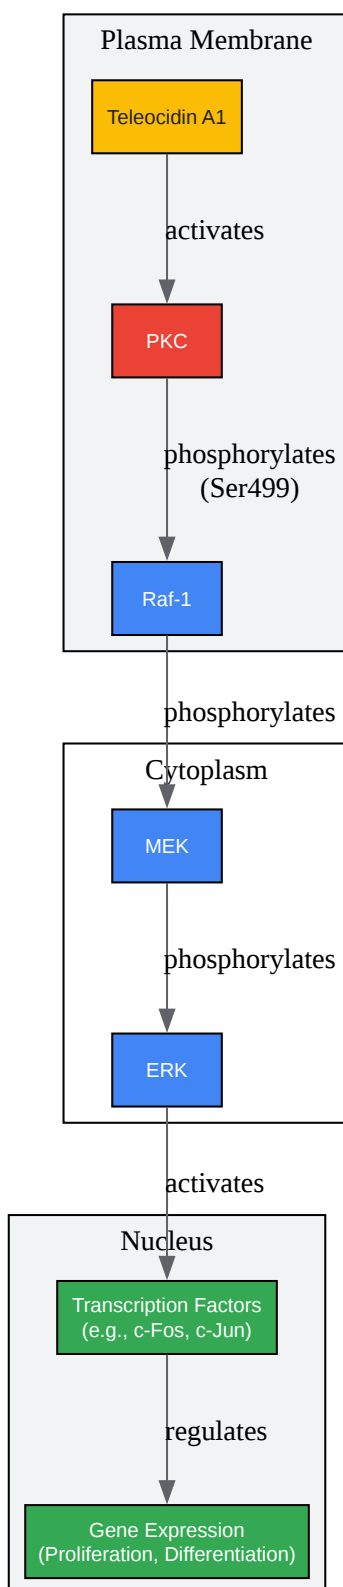 Plasma Membrane
Teleocidin A1
activates
PKC
phosphorylates
(Ser499)
Raf-1
phosphorylates
Cytoplasm
MEK
phosphorylates
ERK
activates
Nucleus
Transcription Factors
(e.g., c-Fos, c-Jun)
regulates
Gene Expression
(Proliferation, Differentiation)